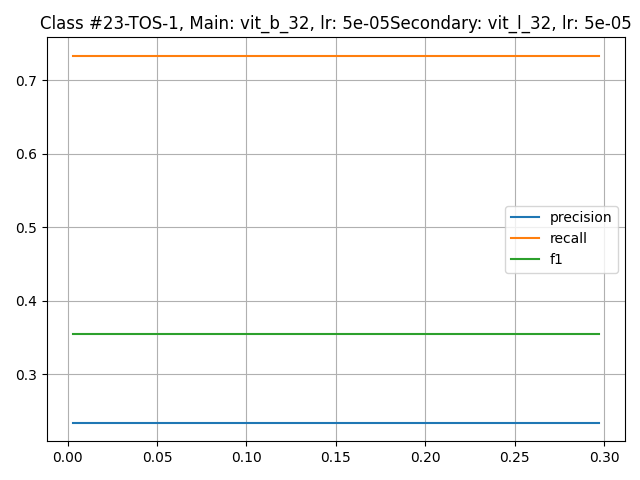 Class #23-TOS-1, Main: vit_b_32, lr: 5e-05Secondary: vit_l_32, lr: 5e-05
0.7
0.6
0.5
0.4
0.3
precision
recall
f1
0.00 0.05 0.10 0.15 0.20 0.25 0.30